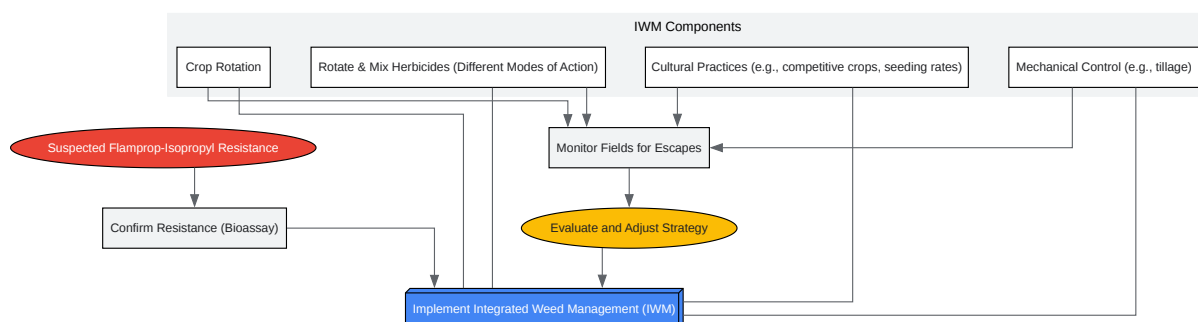 IWM Components
Crop Rotation
Rotate & Mix Herbicides (Different Modes of Action)
Cultural Practices (e.g., competitive crops, seeding rates)
Mechanical Control (e.g., tillage)
Suspected Flamprop-Isopropyl Resistance
Monitor Fields for Escapes
Confirm Resistance (Bioassay)
Evaluate and Adjust Strategy
Implement Integrated Weed Management (IWM)